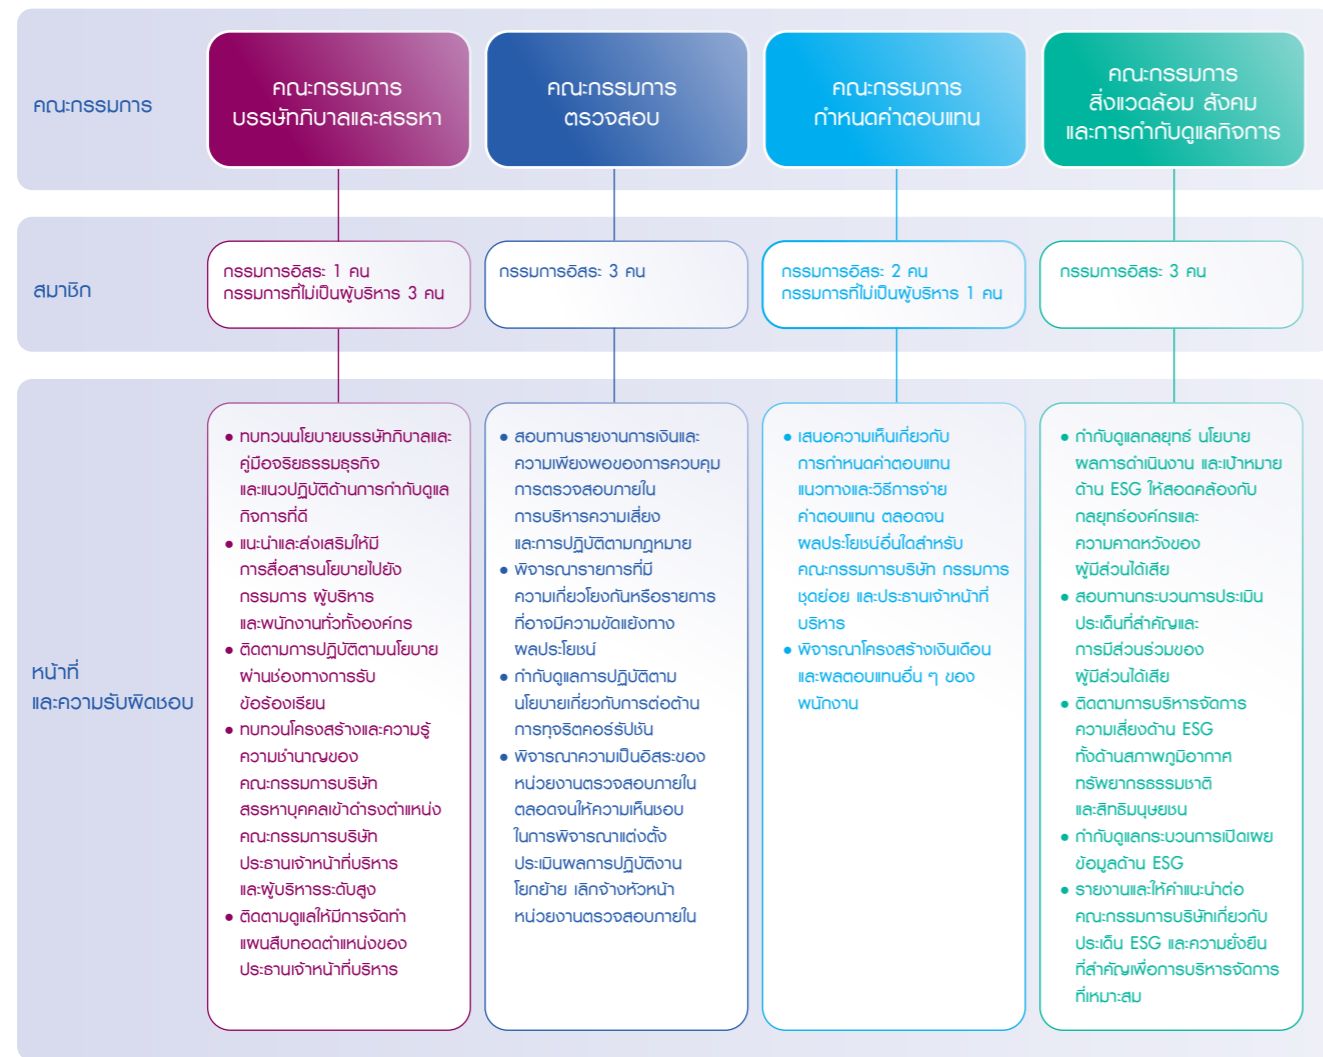 คณะกรรมการ
คณะกรรมการ
บรรษัทภิบาลและสรรหา
คณะกรรมการ
ตรวจสอบ
คณะกรรมการ
กำหนดค่าตอบแทน
คณะกรรมการ
สิ่งแวดล้อม สังคม
และการกำกับดูแลกิจการ
สมาชิก
กรรมการอิสระ 1 คน
กรรมการที่ไม่เป็นผู้บริหาร 3 คน
กรรมการอิสระ 3 คน
กรรมการอิสระ 2 คน
กรรมการที่ไม่เป็นผู้บริหาร 1 คน
กรรมการอิสระ 3 คน
หน้าที่
และความรับผิดชอบ
• ทบทวนนโยบายบรรษัทภิบาลและ
คู่มือจริยธรรมธุรกิจ
และแนวปฏิบัติด้านการกำกับดูแล
กิจการที่ดี
• แนะนำและส่งเสริมให้มี
การสื่อสารนโยบายไปยัง
กรรมการ ผู้บริหาร
และพนักงานทั่วทั้งองค์กร
• ติดตามการปฏิบัติตามนโยบาย
ผ่านช่องทางการรับ
ข้อร้องเรียน
• ทบทวนโครงสร้างและความรู้
ความชำนาญของ
คณะกรรมการบริษัท
สรรหาบุคคลเข้าดำรงตำแหน่ง
คณะกรรมการบริษัท
ประธานเจ้าหน้าที่บริหาร
และผู้บริหารระดับสูง
• ติดตามดูแลให้มีการจัดทำ
แผนสืบทอดตำแหน่งของ
ประธานเจ้าหน้าที่บริหาร
• สอบทานรายงานการเงินและ
ความเพียงพอของการควบคุม
การตรวจสอบภายใน
การบริหารความเสี่ยง
และการปฏิบัติตามกฎหมาย
• พิจารณารายการที่มี
ความเกี่ยวโยงกันหรือรายการ
ที่อาจมีความขัดแย้งทาง
ผลประโยชน์
• กำกับดูแลการปฏิบัติตาม
นโยบายเกี่ยวกับการต่อต้าน
การทุจริตคอร์รัปชัน
• พิจารณาความเป็นอิสระของ
หน่วยงานตรวจสอบภายใน
ตลอดจนให้ความเห็นชอบ
ในการพิจารณาแต่งตั้ง
ประเมินผลการปฏิบัติงาน
โยกย้าย เลิกจ้างหัวหน้า
หน่วยงานตรวจสอบภายใน
• เสนอความเห็นเกี่ยวกับ
การกำหนดค่าตอบแทน
แนวทางและวิธีการจ่าย
ค่าตอบแทน ตลอดจน
ผลประโยชน์อื่นใดสำหรับ
คณะกรรมการบริษัท กรรมการ
ชุดย่อย และประธานเจ้าหน้าที่
บริหาร
• พิจารณาโครงสร้างเงินเดือน
และผลตอบแทนอื่น ๆ ของ
พนักงาน
• กำกับดูแลกลยุทธ์ นโยบาย
ผลการดำเนินงาน และเป้าหมาย
ด้าน ESG ให้สอดคล้องกับ
กลยุทธ์องค์กรและ
ความคาดหวังของ
ผู้มีส่วนได้เสีย
• สอบทานกระบวนการประเมิน
ประเด็นที่สำคัญและ
การมีส่วนร่วมของ
ผู้มีส่วนได้เสีย
• ติดตามการบริหารจัดการ
ความเสี่ยงด้าน ESG
ทั้งด้านสภาพภูมิอากาศ
ทรัพยากรธรรมชาติ
และสิทธิมนุษยชน
• กำกับดูแลกระบวนการเปิดเผย
ข้อมูลด้าน ESG
• รายงานและให้คำแนะนำต่อ
คณะกรรมการบริษัทเกี่ยวกับ
ประเด็น ESG และความยั่งยืน
ที่สำคัญเพื่อการบริหารจัดการ
ที่เหมาะสม